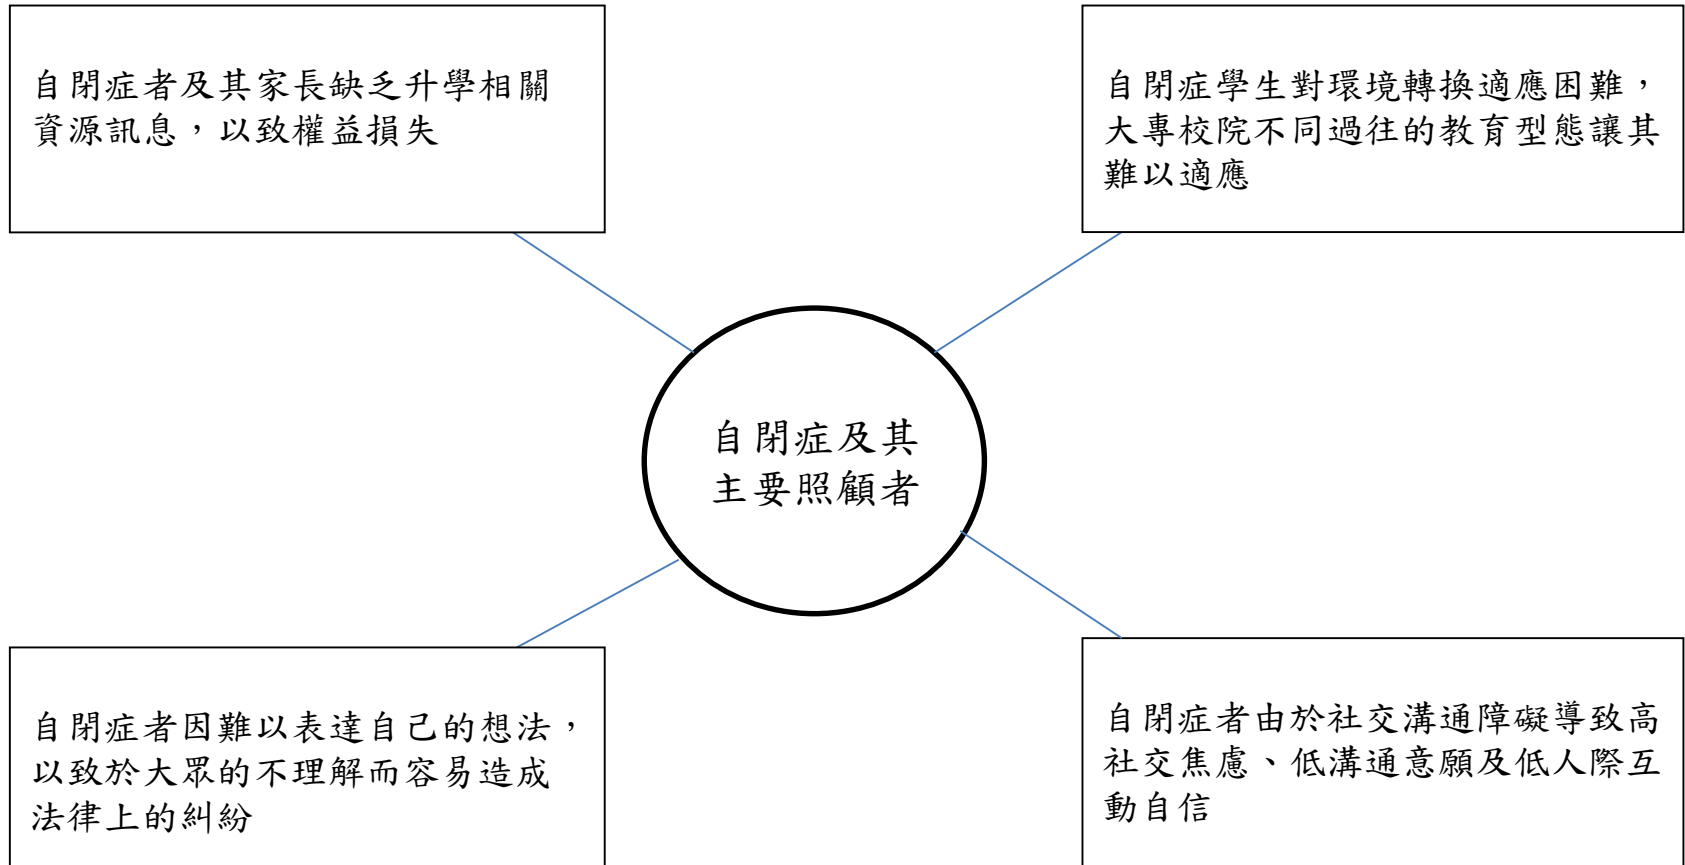 自閉症者及其家長缺乏升學相關
資源訊息，以致權益損失
自閉症學生對環境轉換適應困難，
大專校院不同過往的教育型態讓其
難以適應
自閉症及其
主要照顧者
自閉症者因難以表達自己的想法，
以致於大眾的不理解而容易造成
法律上的糾紛
自閉症者由於社交溝通障礙導致高
社交焦慮、低溝通意願及低人際互
動自信